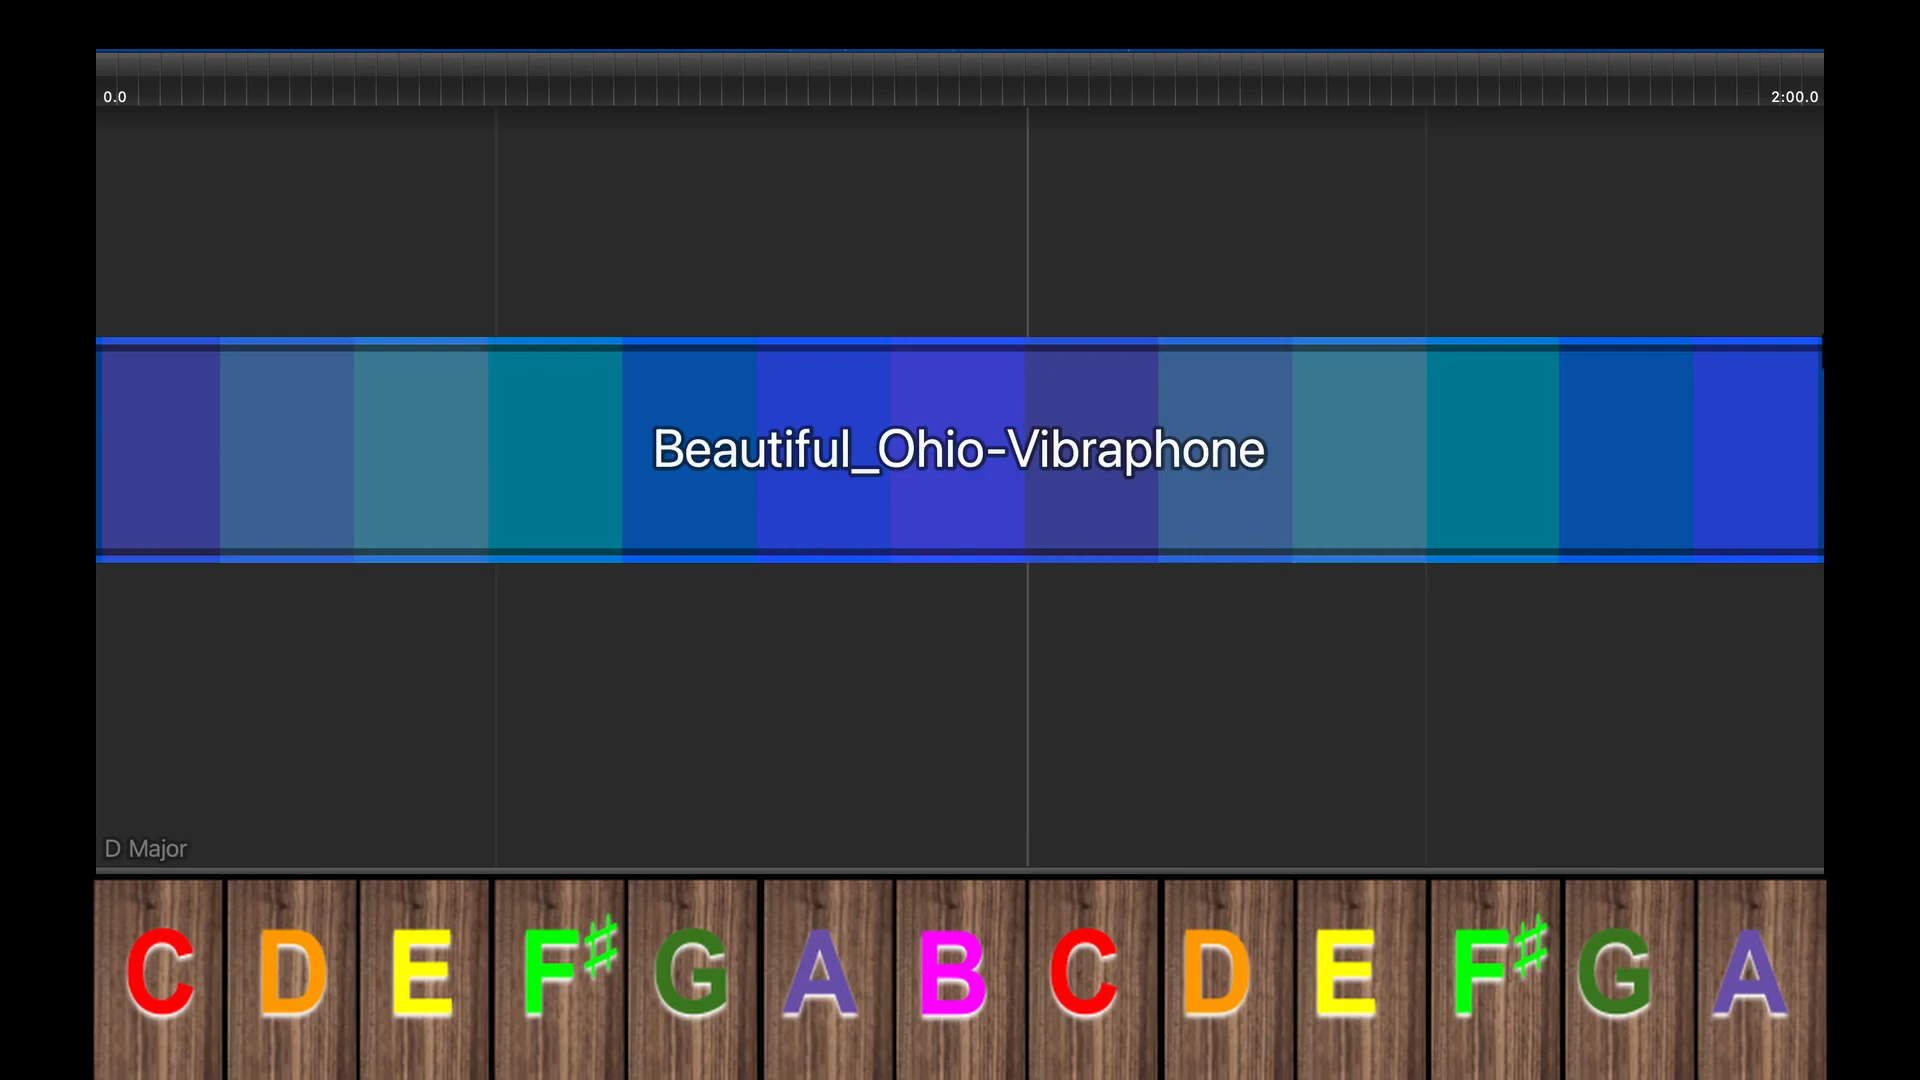 0.0 2:00.0
Beautiful_Ohio-Vibraphone
D Major
C D E F♯ G A B C D E F♯ G A